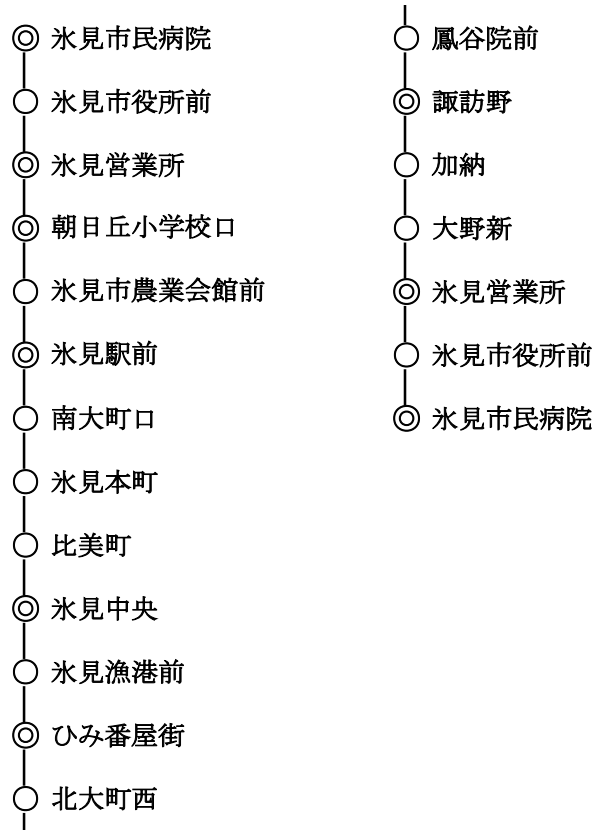 氷見市民病院
氷見市役所前
氷見営業所
朝日丘小学校口
氷見市農業会館前
氷見駅前
南大町口
氷見本町
比美町
氷見中央
氷見漁港前
ひみ番屋街
北大町西
鳳谷院前
諏訪野
加納
大野新
氷見営業所
氷見市役所前
氷見市民病院